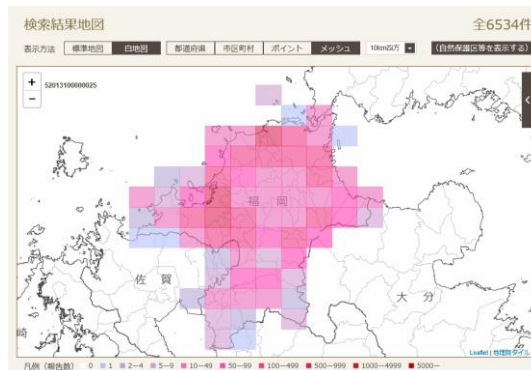 検索結果地図 全6534件
表示方法 標準地図 白地図 都道府県 市区町村 ポイント メッシュ 10km四方 (自然保護区等を表示する)
+ 52013100000025
−
福岡
佐賀
大分
崎
Leaflet | 地理院タイル
凡例(報告数) 0 1 2−4 5−9 10−49 50−99 100−499 500−999 1000−4999 5000−